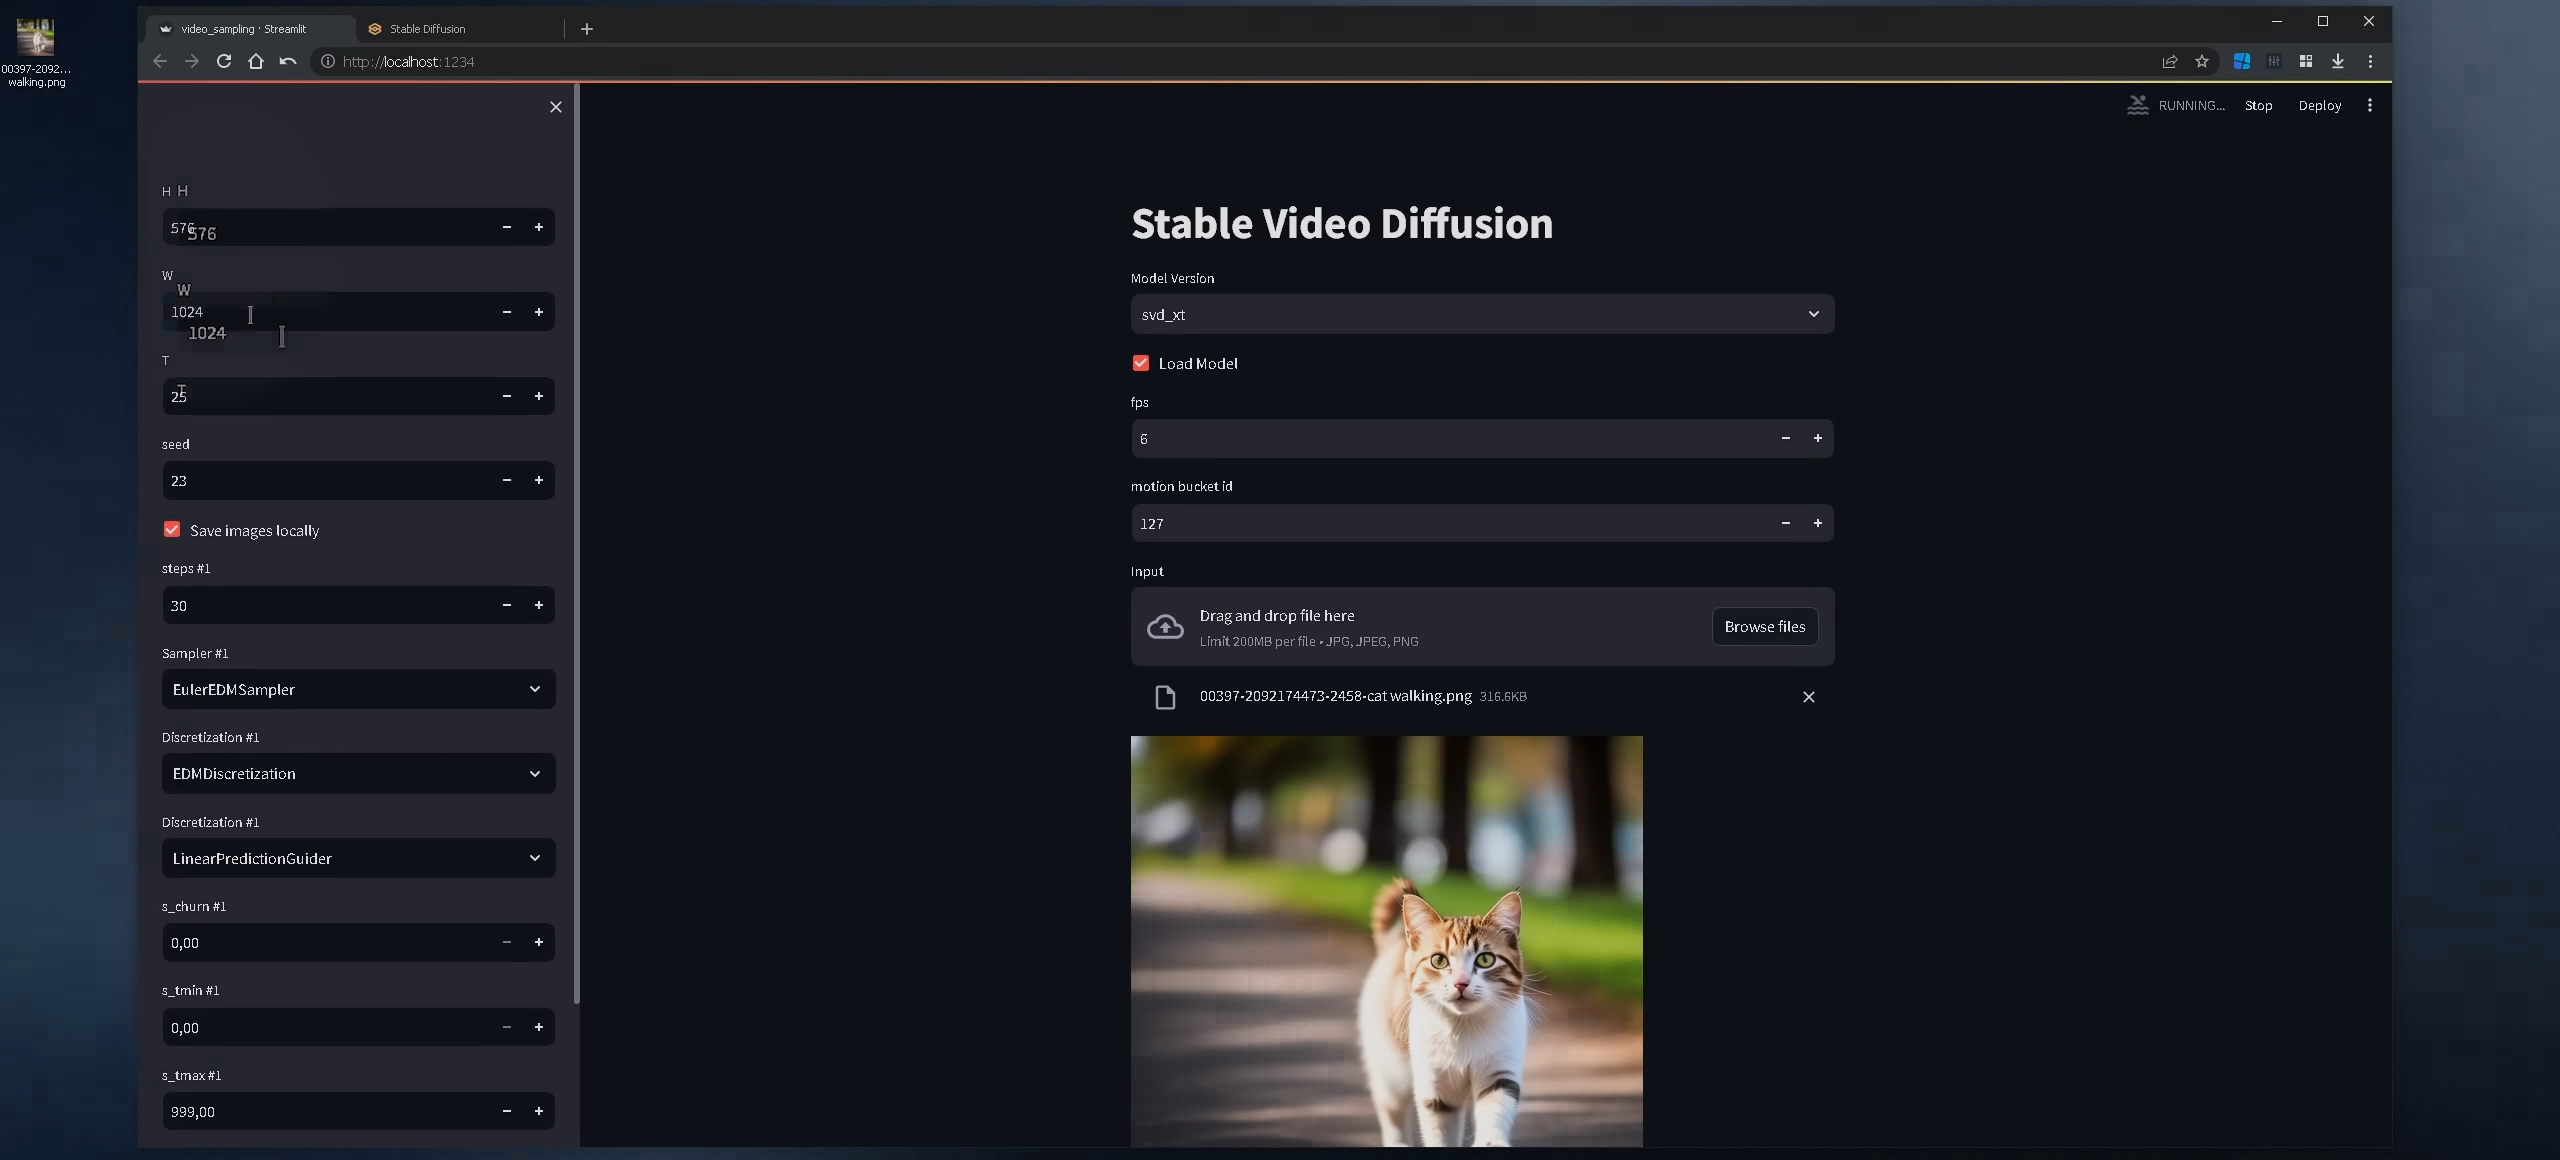 00397-2092...
walking.png
video_sampling · Streamlit
Stable Diffusion
http://localhost:1234
RUNNING...
Stop
Deploy
H H
576
576
W
W
1024
1024
T
T
25
seed
23
Save images locally
steps #1
30
Sampler #1
EulerEDMSampler
Discretization #1
EDMDiscretization
Discretization #1
LinearPredictionGuider
s_churn #1
0,00
s_tmin #1
0,00
s_tmax #1
999,00
Stable Video Diffusion
Model Version
svd_xt
Load Model
fps
6
motion bucket id
127
Input
Drag and drop file here
Limit 200MB per file • JPG, JPEG, PNG
Browse files
00397-2092174473-2458-cat walking.png 316.6KB